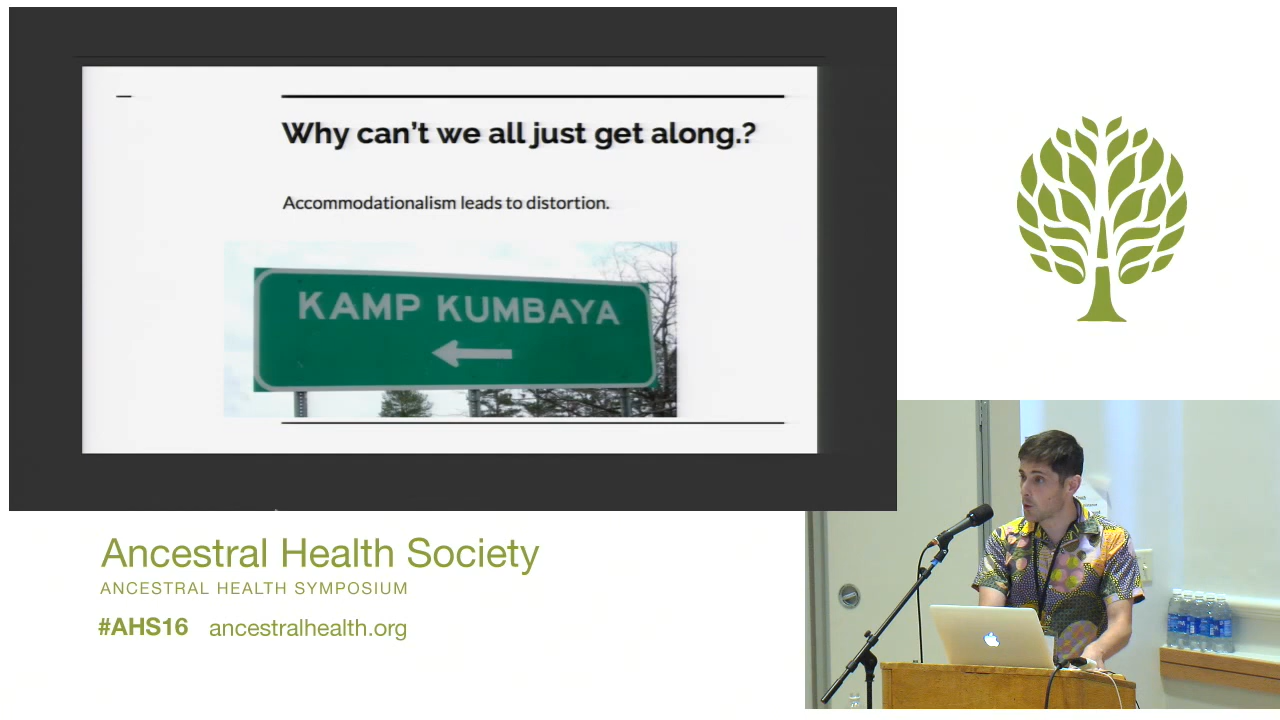 Why can't we all just get along.?
Accommodationalism leads to distortion.
KAMP KUMBAYA
Ancestral Health Society
ANCESTRAL HEALTH SYMPOSIUM
#AHS16 ancestralhealth.org